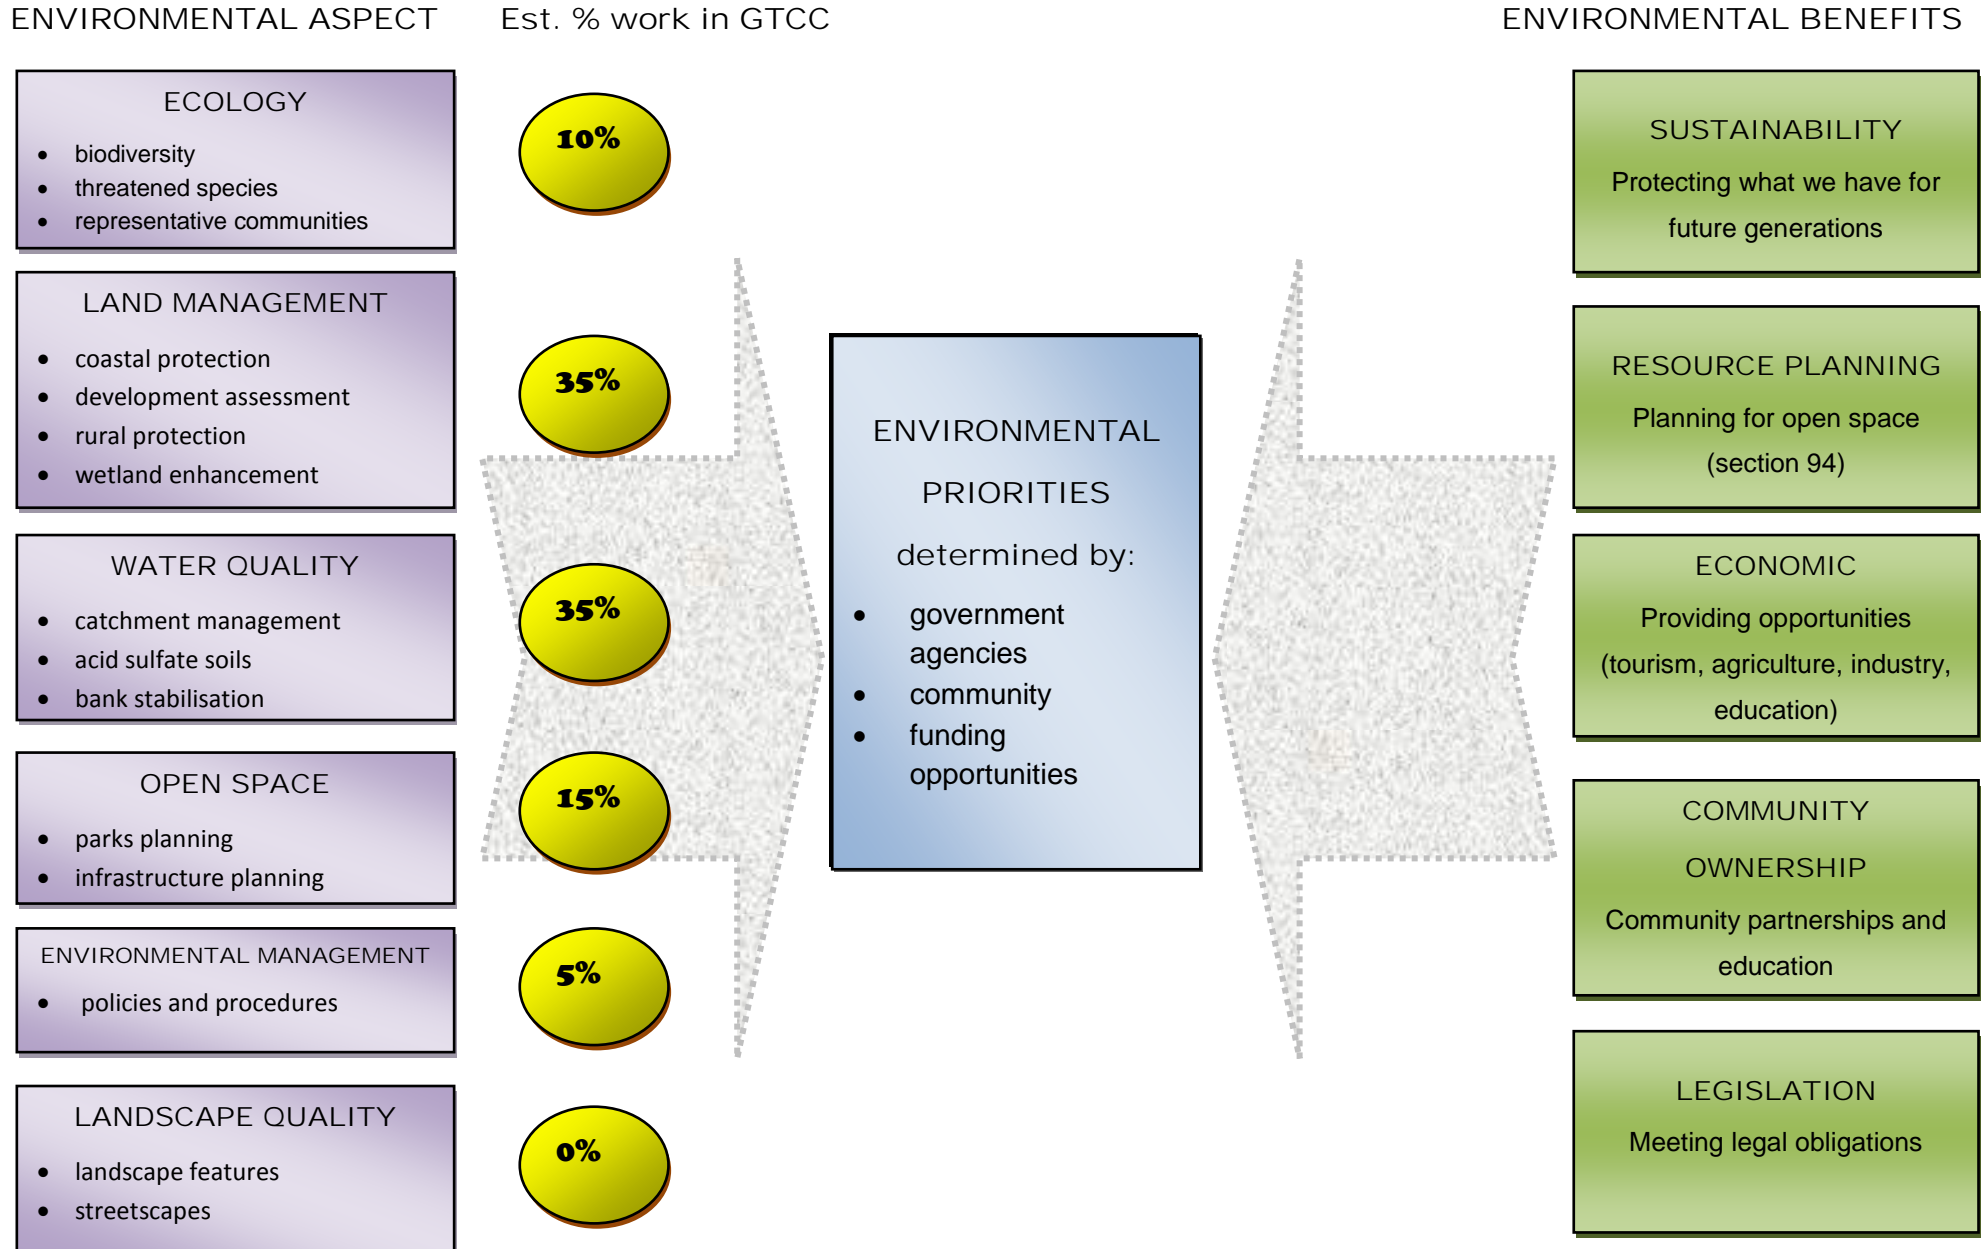 ENVIRONMENTAL ASPECT
Est. % work in GTCC
ENVIRONMENTAL BENEFITS
ECOLOGY
• biodiversity
• threatened species
• representative communities
10%
LAND MANAGEMENT
• coastal protection
• development assessment
• rural protection
• wetland enhancement
35%
WATER QUALITY
• catchment management
• acid sulfate soils
• bank stabilisation
35%
OPEN SPACE
• parks planning
• infrastructure planning
15%
ENVIRONMENTAL MANAGEMENT
• policies and procedures
5%
LANDSCAPE QUALITY
• landscape features
• streetscapes
0%
ENVIRONMENTAL
PRIORITIES
determined by:
• government
agencies
• community
• funding
opportunities
SUSTAINABILITY
Protecting what we have for
future generations
RESOURCE PLANNING
Planning for open space
(section 94)
ECONOMIC
Providing opportunities
(tourism, agriculture, industry,
education)
COMMUNITY
OWNERSHIP
Community partnerships and
education
LEGISLATION
Meeting legal obligations